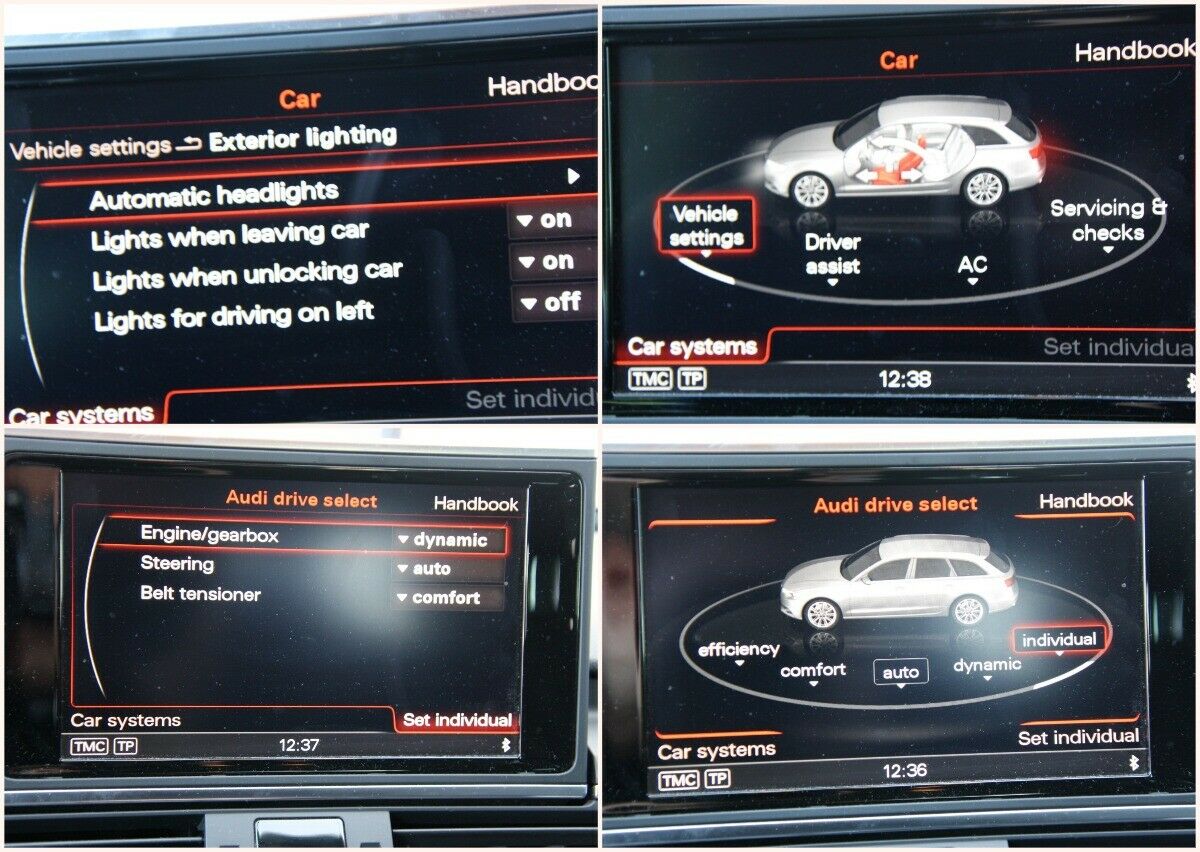 Handboo
Car
Vehicle settings Exterior lighting
Automatic headlights
Lights when leaving car on
Lights when unlocking car on
Lights for driving on left off
Car systems Set individ
Car Handbook
Vehicle
settings
Driver
assist
AC
Servicing &
checks
Car systems Set individua
TMC TP 12:38
Audi drive select Handbook
Engine/gearbox dynamic
Steering auto
Belt tensioner comfort
Car systems Set individual
TMC TP 12:37
Audi drive select Handbook
efficiency
comfort
auto
dynamic
individual
Car systems Set individual
TMC TP 12:36